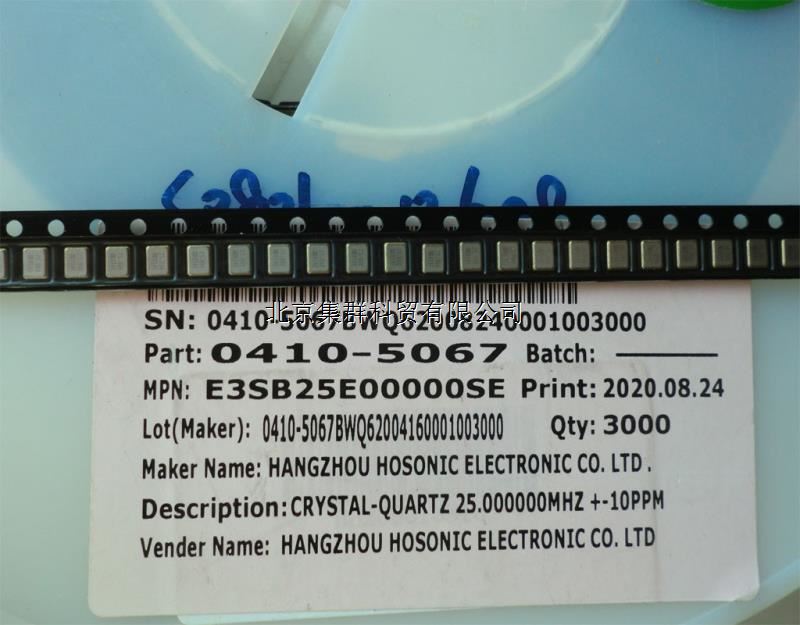 北京集群科贸有限公司
SN: 0410-5067BWQ62008240001003000
Part: 0410-5067 Batch:
MPN: E3SB25E00000SE Print: 2020.08.24
Lot(Maker): 0410-5067BWQ62004160001003000 Qty: 3000
Maker Name: HANGZHOU HOSONIC ELECTRONIC CO. LTD .
Description: CRYSTAL-QUARTZ 25.000000MHZ +-10PPM
Vender Name: HANGZHOU HOSONIC ELECTRONIC CO. LTD